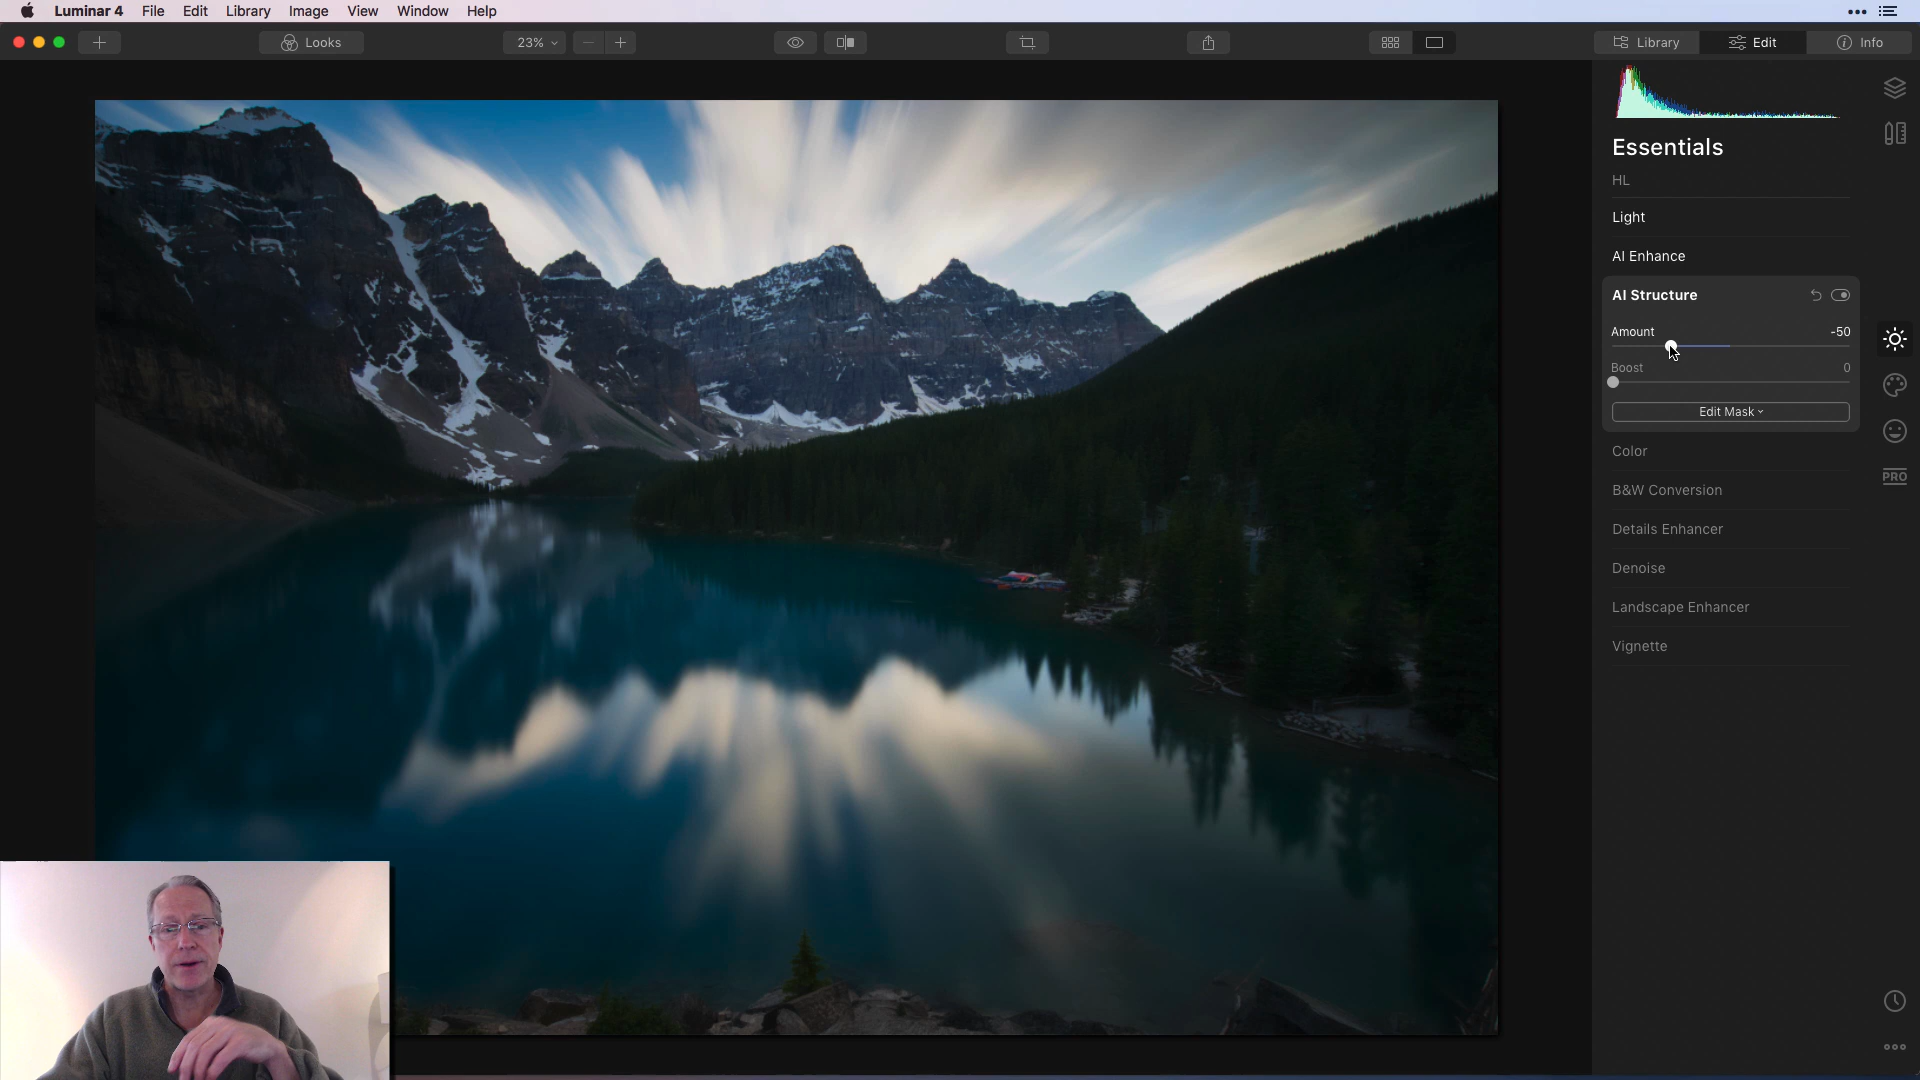 Luminar 4 File Edit Library Image View Window Help
Looks 23% Library Edit Info
Essentials
HL
Light
AI Enhance
AI Structure
Amount -50
Boost 0
Edit Mask
Color
B&W Conversion
Details Enhancer
Denoise
Landscape Enhancer
Vignette
PRO